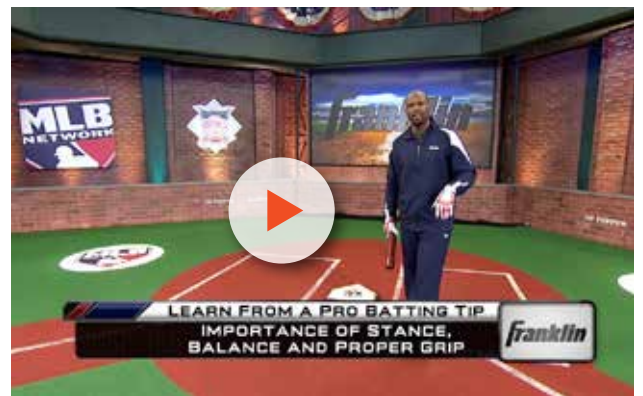 MLB
NETWORK
Franklin
LEARN FROM A PRO BATTING TIP
IMPORTANCE OF STANCE,
BALANCE AND PROPER GRIP
Franklin